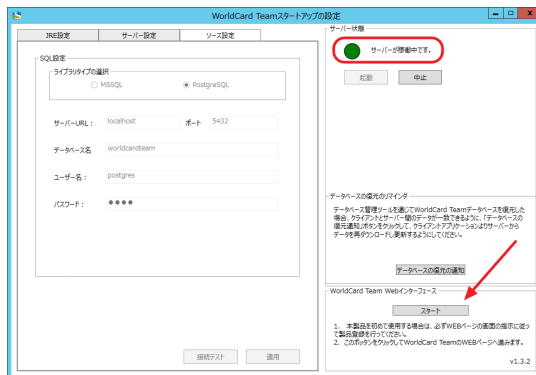 WorldCard Teamスタートアップの設定
JRE設定
サーバー設定
ソース設定
SQL設定
ライブラリタイプの選択
MSSQL
PostgreSQL
サーバーURL：
localhost
ポート
5432
データベース名
worldcardteam
ユーザー名：
postgres
パスワード：
接続テスト
適用
サーバー状態
サーバーが稼働中です。
起動
中止
データベースの復元のリマインダ
データベース管理ツールを通じてWorldCard Teamデータベースを復元した
場合、クライアントとサーバー間のデータが一致できるように、「データベースの
復元通知」ボタンをクリックして、クライアントアプリケーションよりサーバーから
データを再ダウンロードし更新するようにしてください。
データベースの復元の通知
WorldCard Team Webインターフェース
スタート
1. 本製品を初めて使用する場合は、必ずWEBページの画面の指示に従っ
て製品登録を行ってください。
2. このボタンをクリックしてWorldCard TeamのWEBページへ進みます。
v1.3.2